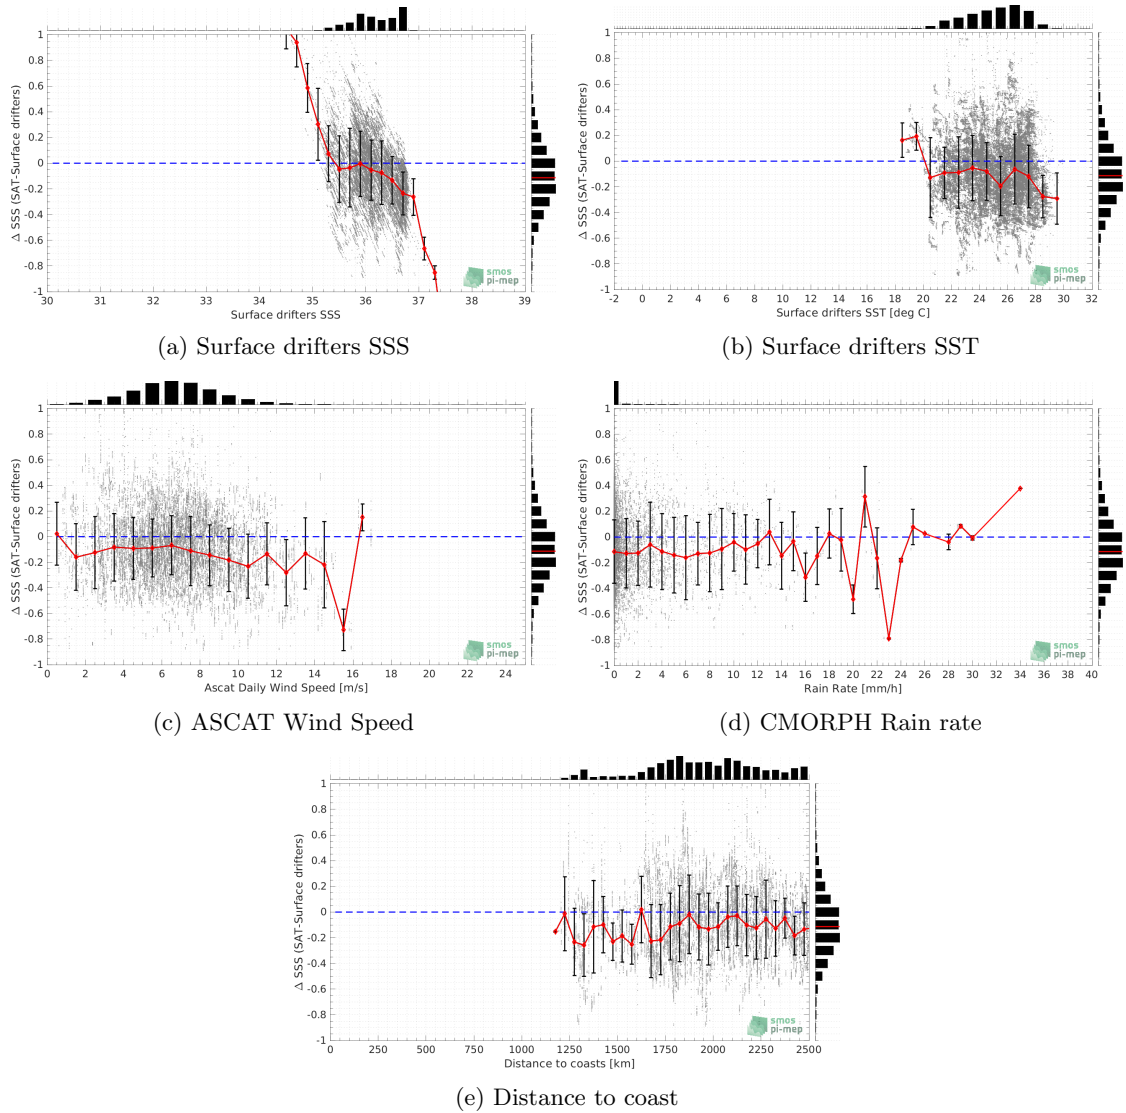 1
0.8
0.6
0.4
0.2
0
-0.2
-0.4
-0.6
-0.8
-1
Δ SSS (SAT-Surface drifters)
smos
pi-mep
30 31 32 33 34 35 36 37 38 39
Surface drifters SSS
(a) Surface drifters SSS
1
0.8
0.6
0.4
0.2
0
-0.2
-0.4
-0.6
-0.8
-1
Δ SSS (SAT-Surface drifters)
smos
pi-mep
-2 0 2 4 6 8 10 12 14 16 18 20 22 24 26 28 30 32
Surface drifters SST [deg C]
(b) Surface drifters SST
1
0.8
0.6
0.4
0.2
0
-0.2
-0.4
-0.6
-0.8
-1
Δ SSS (SAT-Surface drifters)
smos
pi-mep
0 2 4 6 8 10 12 14 16 18 20 22 24
Ascat Daily Wind Speed [m/s]
(c) ASCAT Wind Speed
1
0.8
0.6
0.4
0.2
0
-0.2
-0.4
-0.6
-0.8
-1
Δ SSS (SAT-Surface drifters)
smos
pi-mep
0 2 4 6 8 10 12 14 16 18 20 22 24 26 28 30 32 34 36 38 40
Rain Rate [mm/h]
(d) CMORPH Rain rate
1
0.8
0.6
0.4
0.2
0
-0.2
-0.4
-0.6
-0.8
-1
Δ SSS (SAT-Surface drifters)
smos
pi-mep
0 250 500 750 1000 1250 1500 1750 2000 2250 2500
Distance to coasts [km]
(e) Distance to coast